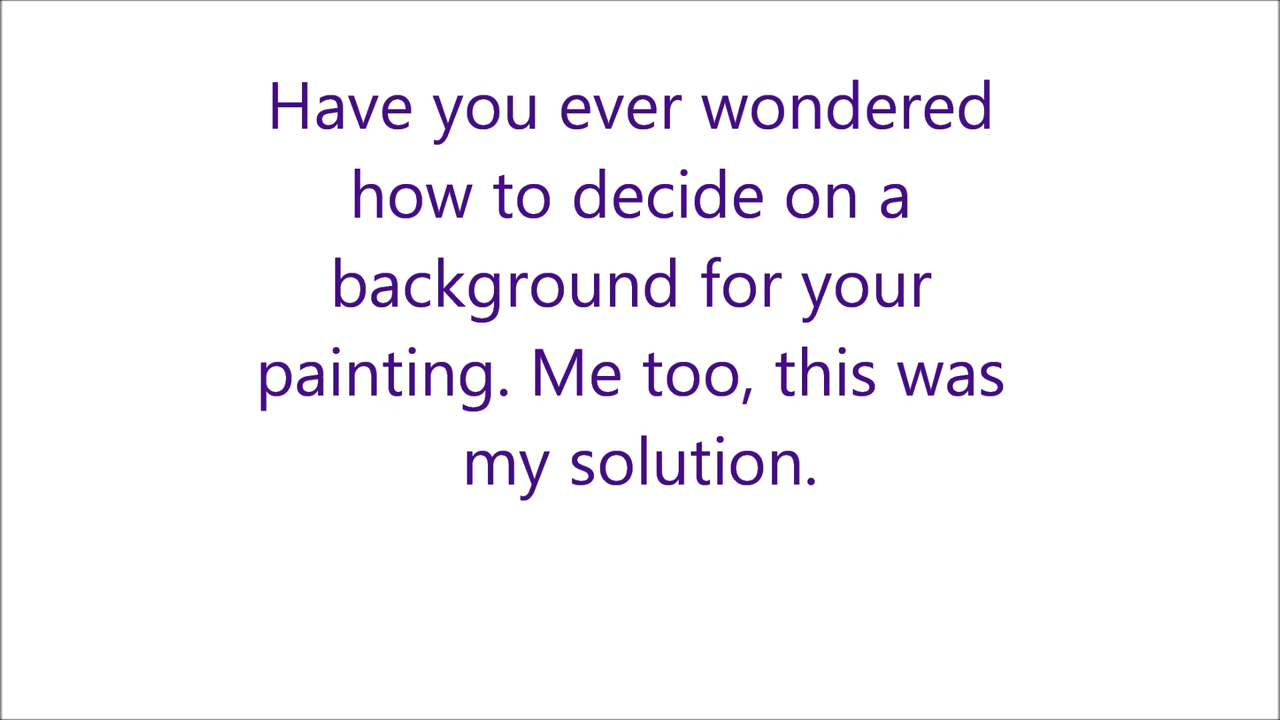 Have you ever wondered
how to decide on a
background for your
painting. Me too, this was
my solution.